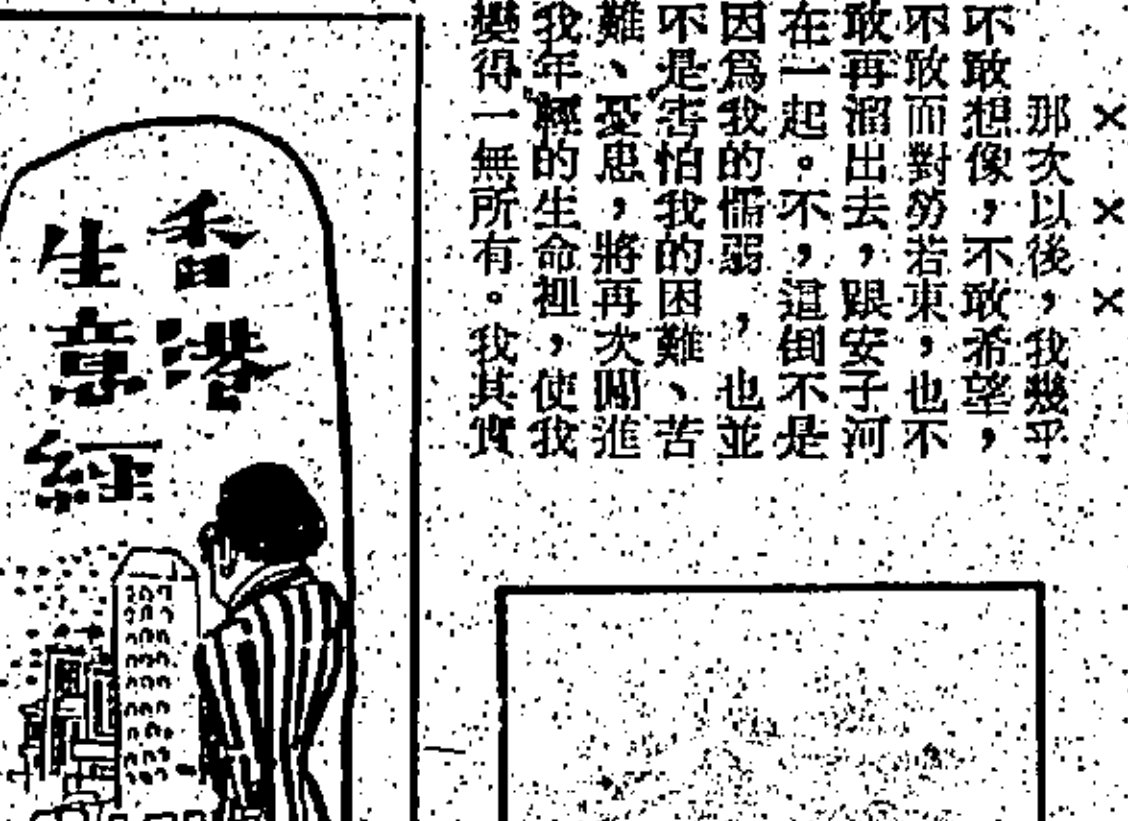 ×××
那次以後，我幾乎
不敢想像，不敢希望，
不敢面對勞若東，也不
敢再溜出去，跟安子河
在一起。不，這倒不是
因爲我的懦弱，也並
不是害怕我的困難、苦
難、憂患，將再次闖進
我年輕的生命裡，使我
變得一無所有。我其實
香港
生意經